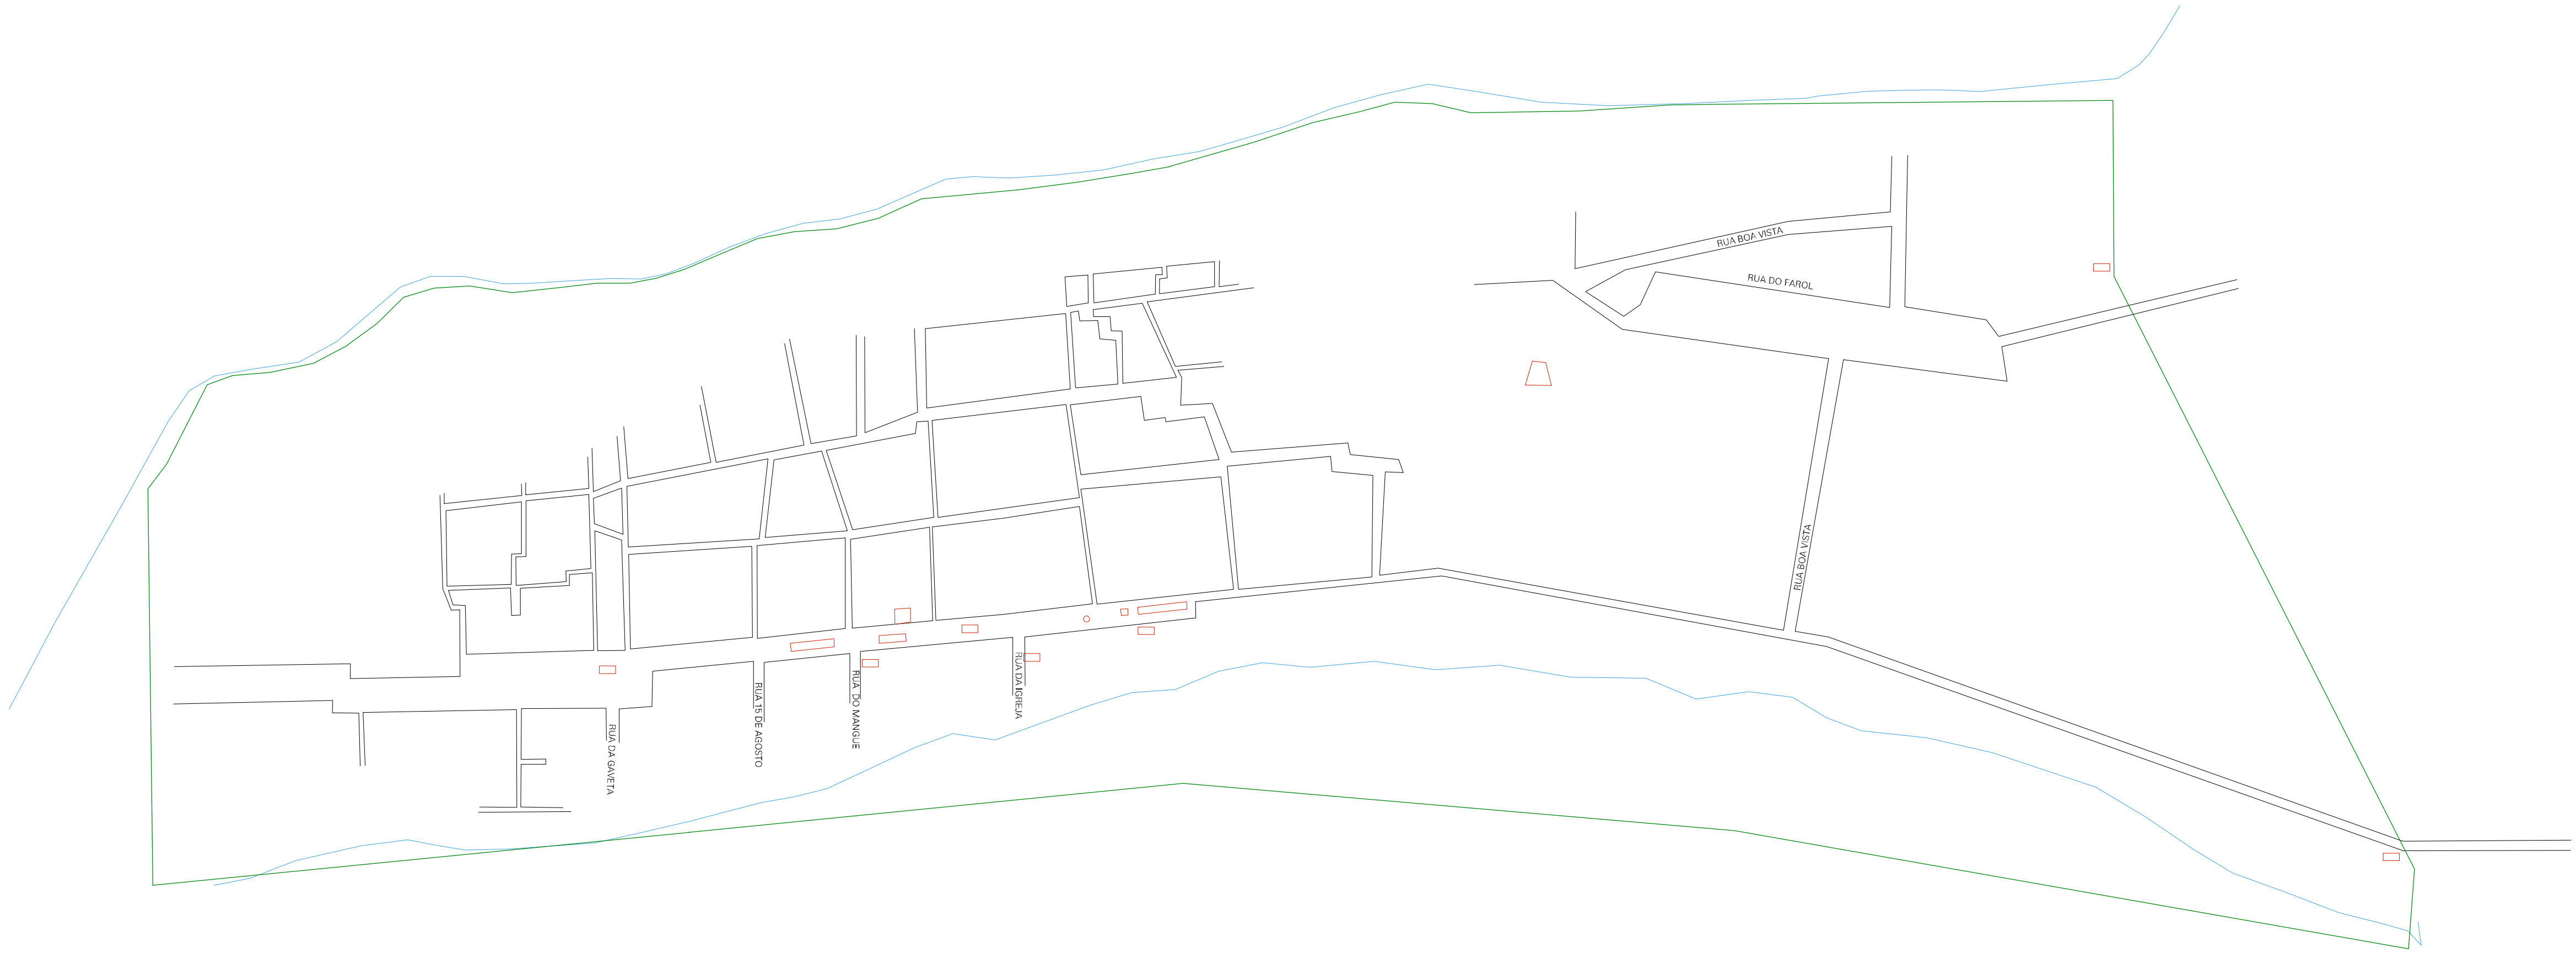 RUA BOA VISTA
RUA DO FAROL
RUA BOA VISTA
RUA DA IGREJA
RUA DO MANGUE
RUA 15 DE AGOSTO
RUA DA GAVETA